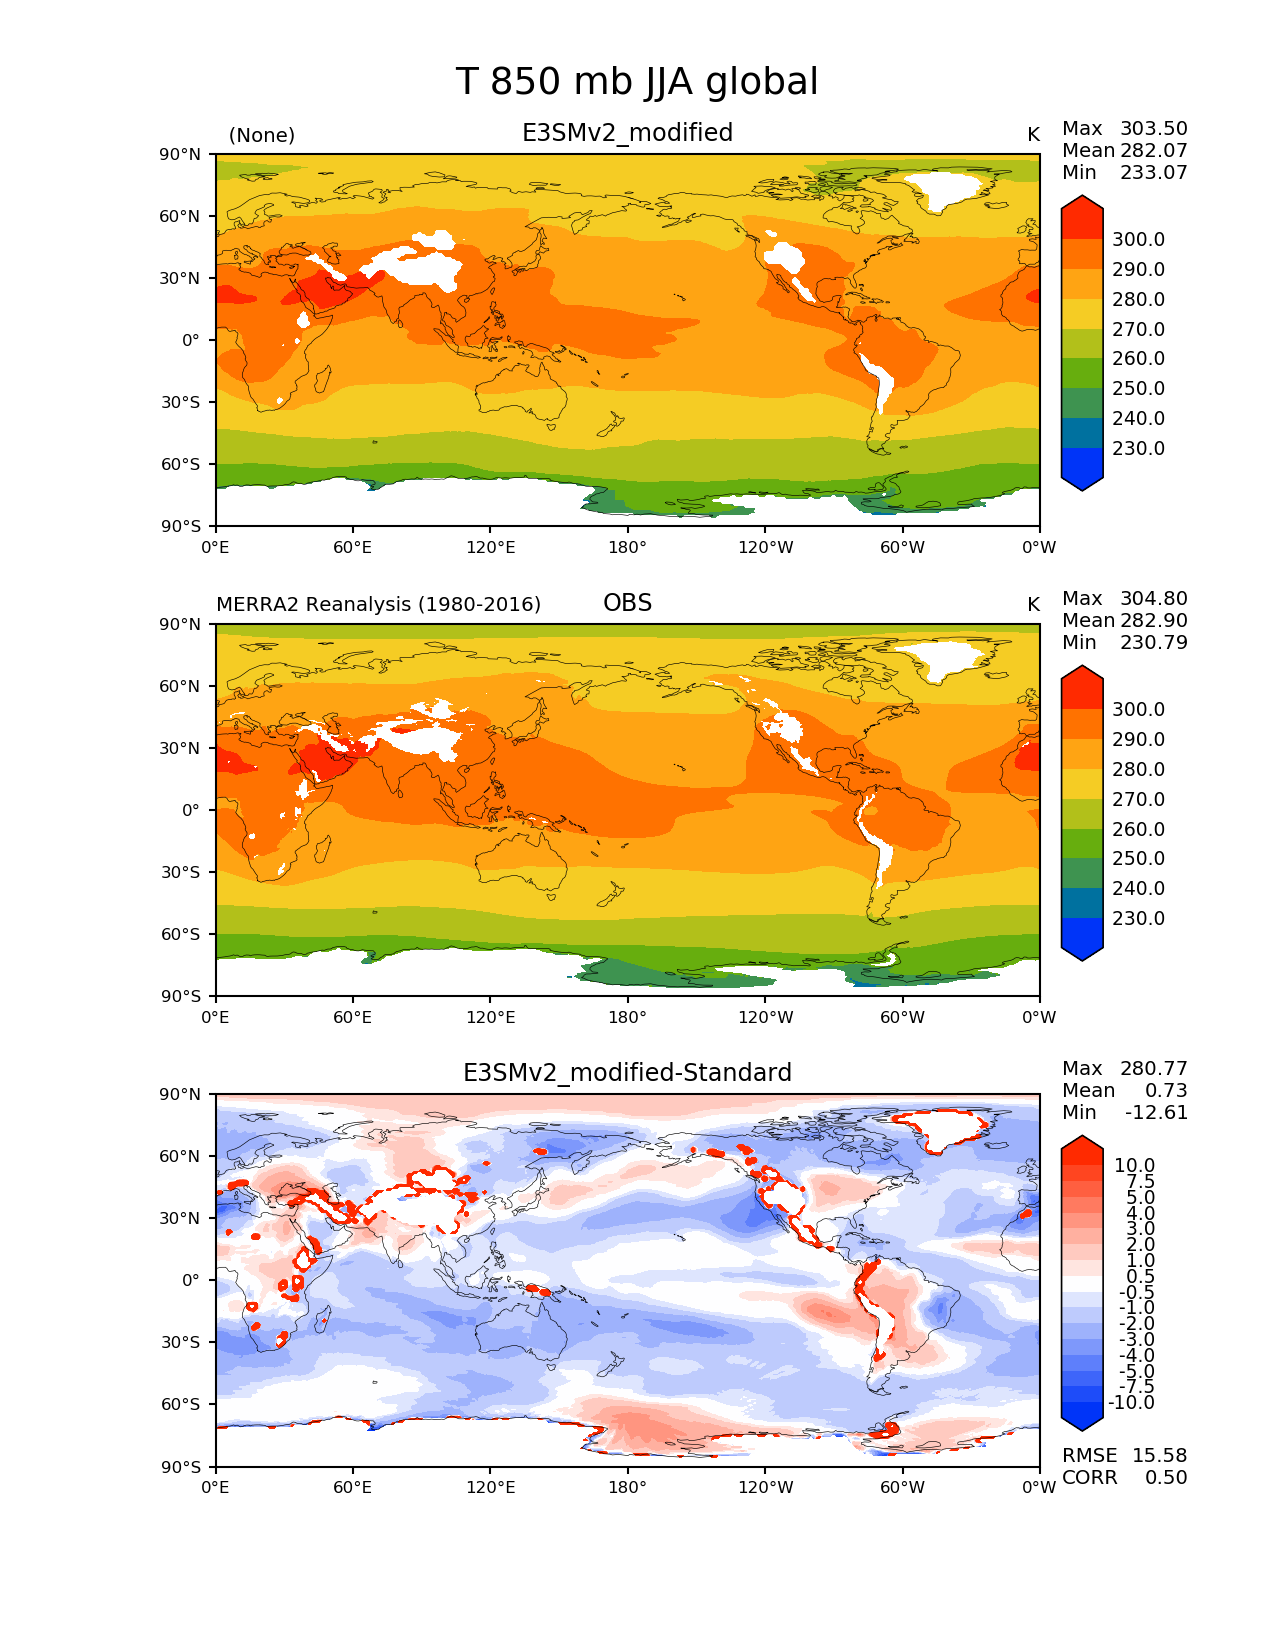 T 850 mb JJA global
(None) E3SMv2_modified K
Max 303.50
Mean 282.07
Min 233.07
90°N
60°N
30°N
0°
30°S
60°S
90°S
0°E 60°E 120°E 180° 120°W 60°W 0°W
300.0
290.0
280.0
270.0
260.0
250.0
240.0
230.0
MERRA2 Reanalysis (1980-2016) OBS K
Max 304.80
Mean 282.90
Min 230.79
90°N
60°N
30°N
0°
30°S
60°S
90°S
0°E 60°E 120°E 180° 120°W 60°W 0°W
300.0
290.0
280.0
270.0
260.0
250.0
240.0
230.0
E3SMv2_modified-Standard
Max 280.77
Mean 0.73
Min -12.61
90°N
60°N
30°N
0°
30°S
60°S
90°S
0°E 60°E 120°E 180° 120°W 60°W 0°W
10.0
7.5
5.0
4.0
3.0
2.0
1.0
0.5
-0.5
-1.0
-2.0
-3.0
-4.0
-5.0
-7.5
-10.0
RMSE 15.58
CORR 0.50